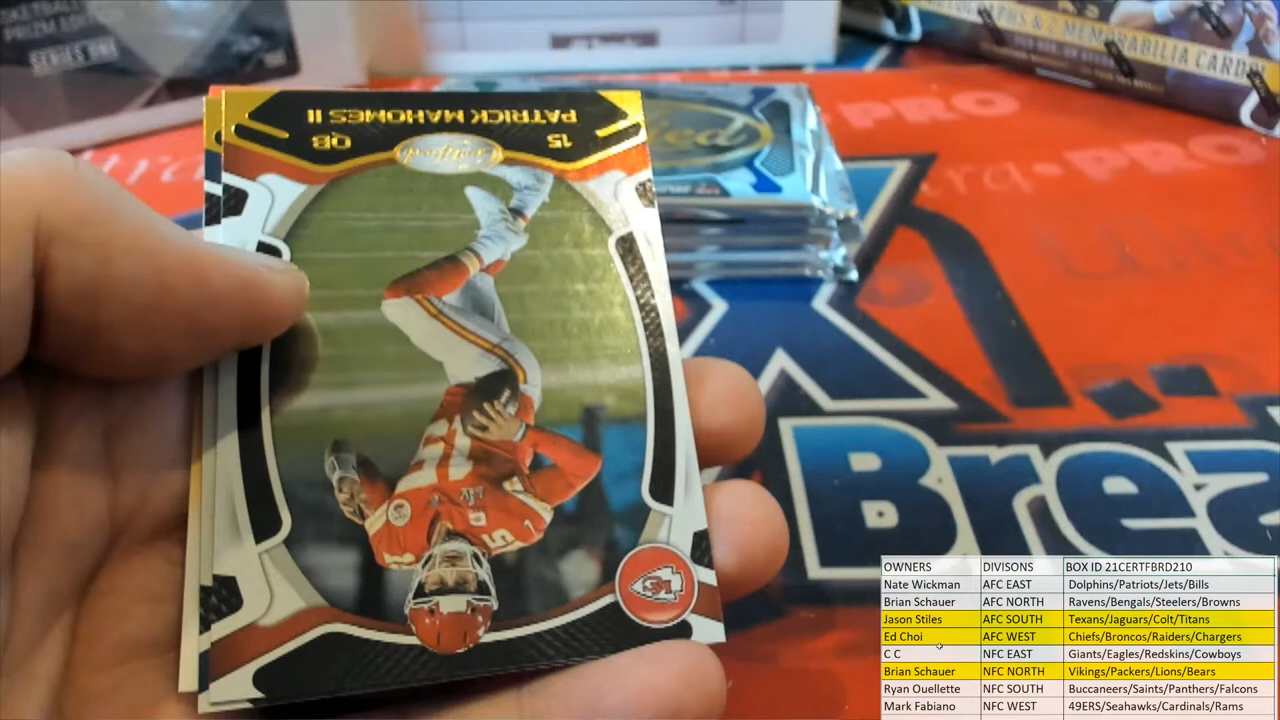 SERIES ONE
& 2 MEMORABILIA CARDS
PRO
PATRICK MAHOMES II
15
QB
PRO
Brea
15
OWNERS DIVISONS BOX ID 21CERTFBRD210
Nate Wickman AFC EAST Dolphins/Patriots/Jets/Bills
Brian Schauer AFC NORTH Ravens/Bengals/Steelers/Browns
Jason Stiles AFC SOUTH Texans/Jaguars/Colt/Titans
Ed Choi AFC WEST Chiefs/Broncos/Raiders/Chargers
C C NFC EAST Giants/Eagles/Redskins/Cowboys
Brian Schauer NFC NORTH Vikings/Packers/Lions/Bears
Ryan Ouellette NFC SOUTH Buccaneers/Saints/Panthers/Falcons
Mark Fabiano NFC WEST 49ERS/Seahawks/Cardinals/Rams